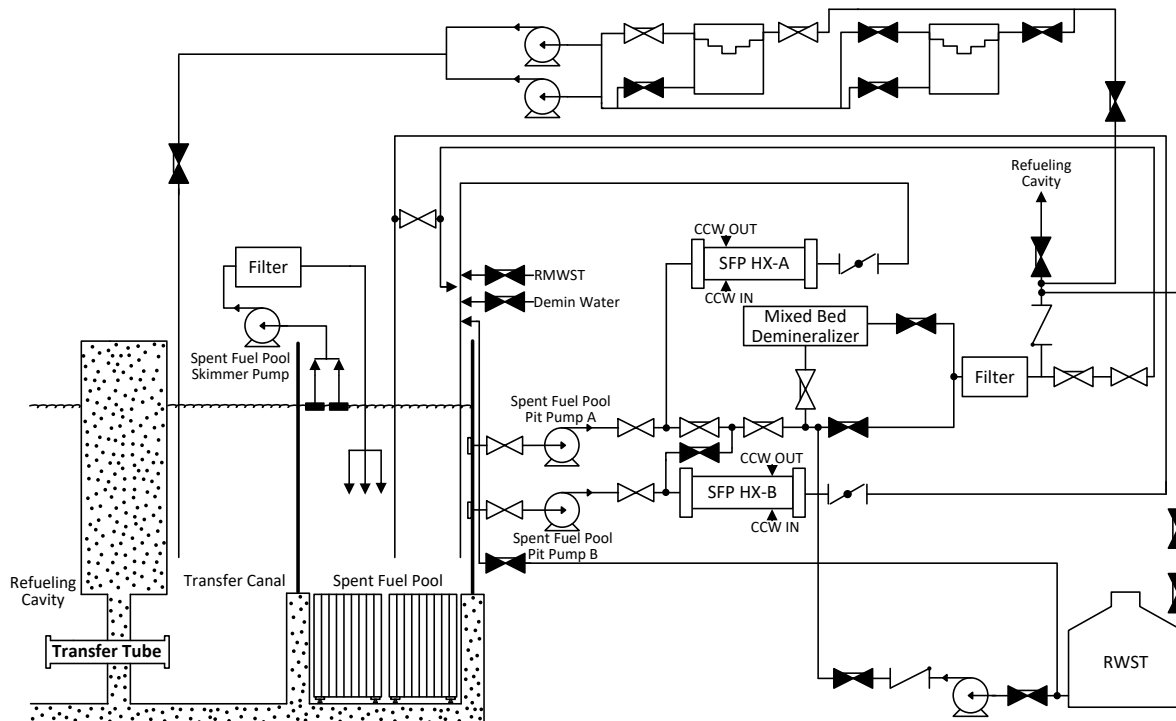 Refueling
Cavity
CCW OUT
SFP HX-A
CCW IN
Filter
RMWST
Demin Water
Mixed Bed
Demineralizer
Spent Fuel Pool
Skimmer Pump
Filter
Spent Fuel Pool
Pit Pump A
CCW OUT
SFP HX-B
CCW IN
Spent Fuel Pool
Pit Pump B
Refueling
Cavity
Transfer Canal
Spent Fuel Pool
Transfer Tube
RWST